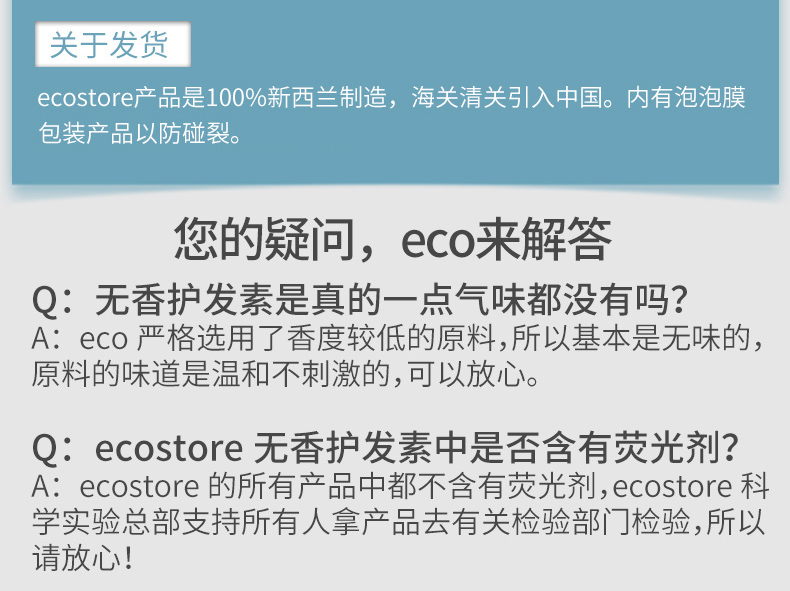 关于发货
ecostore产品是100%新西兰制造，海关清关引入中国。内有泡泡膜
包装产品以防碰裂。
您的疑问，eco来解答
Q：无香护发素是真的一点气味都没有吗？
A：eco 严格选用了香度较低的原料，所以基本是无味的，
原料的味道是温和不刺激的，可以放心。
Q：ecostore 无香护发素中是否含有荧光剂？
A：ecostore 的所有产品中都不含有荧光剂，ecostore 科
学实验总部支持所有人拿产品去有关检验部门检验，所以
请放心！